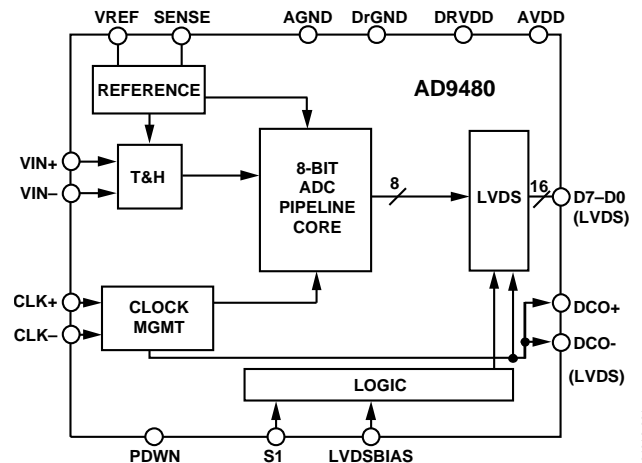 VREF SENSE AGND DrGND DRVDD AVDD
REFERENCE
AD9480
VIN+
VIN–
T&H
8-BIT
ADC
PIPELINE
CORE
8
LVDS
16
D7–D0
(LVDS)
CLK+
CLK–
CLOCK
MGMT
DCO+
DCO-
(LVDS)
LOGIC
PDWN S1 LVDSBIAS